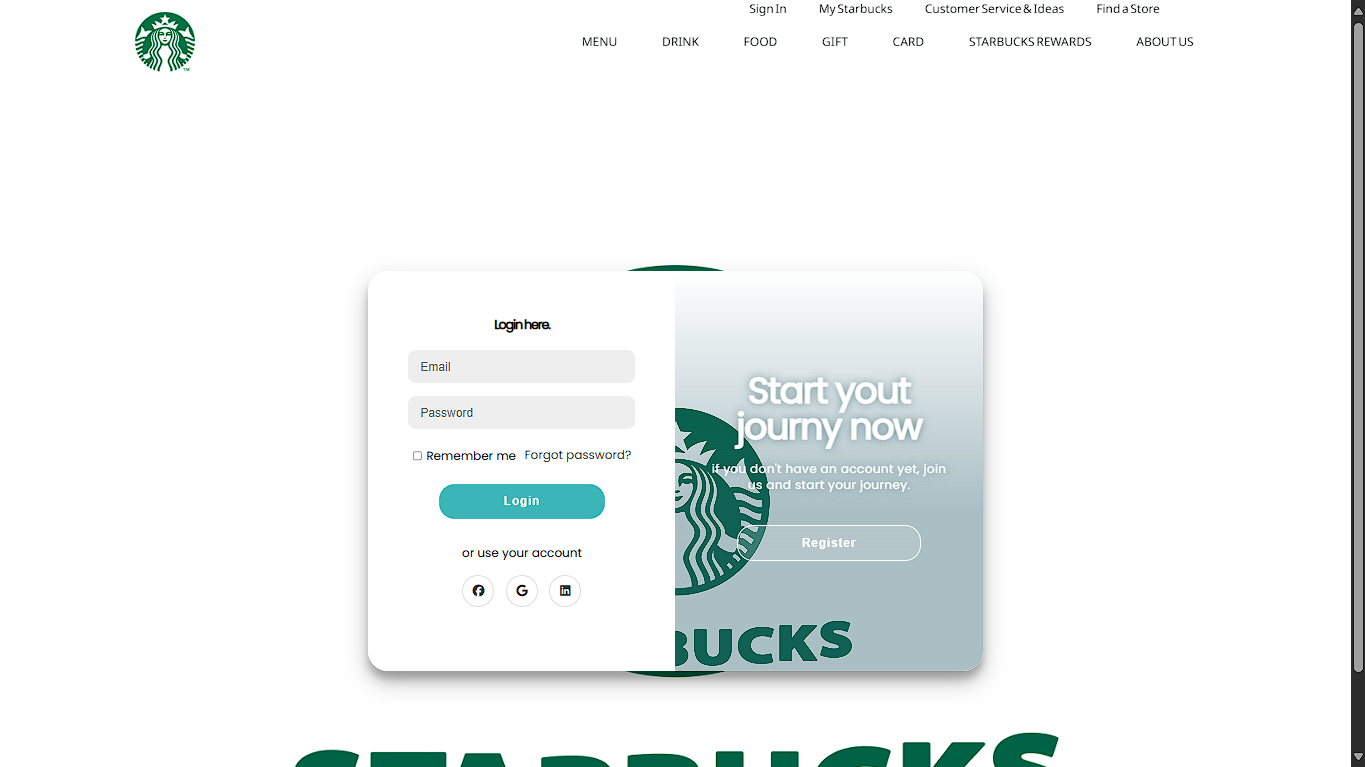 Sign In My Starbucks Customer Service & Ideas Find a Store
MENU DRINK FOOD GIFT CARD STARBUCKS REWARDS ABOUT US
TM
Login here.
Email
Password
Remember me Forgot password?
Login
or use your account
Start yout
journy now
if you don't have an account yet, join
us and start your journey.
Register
BUCKS
STARBUCKS